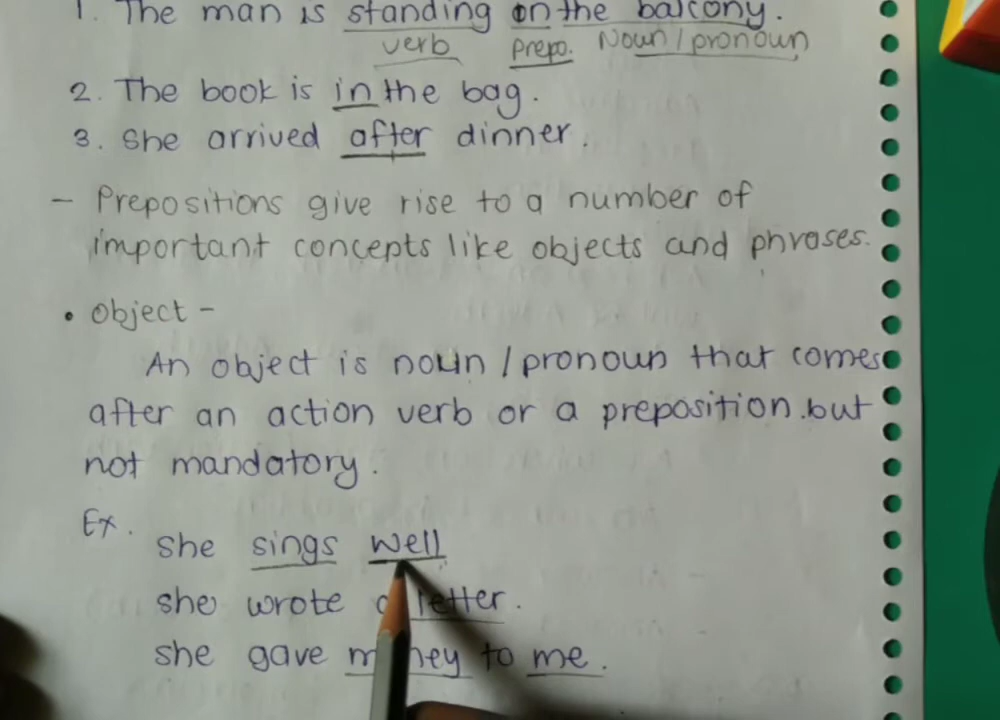 1. The man is standing on the balcony.
verb prepo. Noun/pronoun
2. The book is in the bag.
3. She arrived after dinner.
- Prepositions give rise to a number of
important concepts like objects and phrases.
• Object -
An object is noun/pronoun that comes
after an action verb or a preposition.but
not mandatory.
Ex. she sings well
she wrote a letter.
she gave money to me.